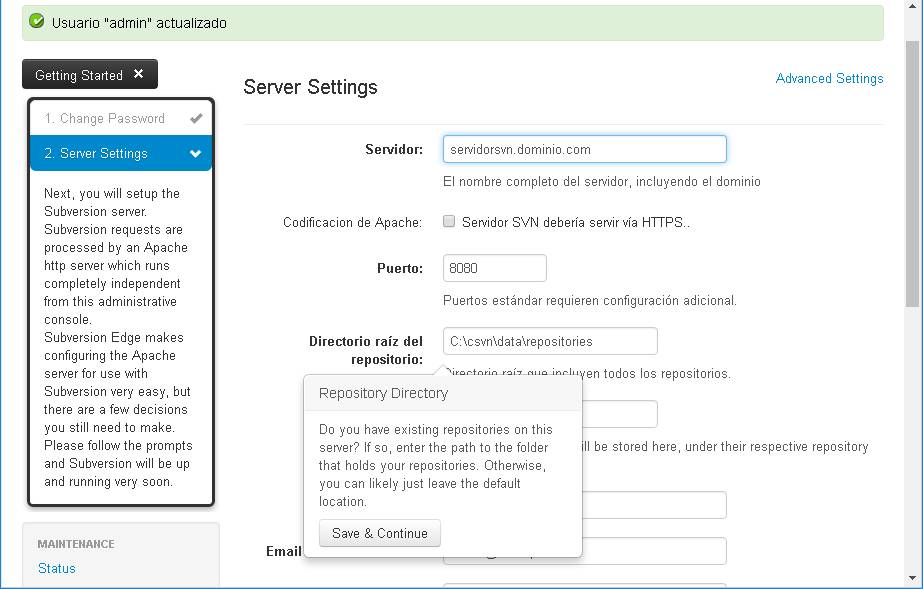 Usuario "admin" actualizado
Getting Started ×
1. Change Password
2. Server Settings
Next, you will setup the
Subversion server.
Subversion requests are
processed by an Apache
http server which runs
completely independent
from this administrative
console.
Subversion Edge makes
configuring the Apache
server for use with
Subversion very easy, but
there are a few decisions
you still need to make.
Please follow the prompts
and Subversion will be up
and running very soon.
MAINTENANCE
Status
Server Settings
Advanced Settings
Servidor: servidorsvn.dominio.com
El nombre completo del servidor, incluyendo el dominio
Codificacion de Apache: Servidor SVN debería servir vía HTTPS..
Puerto: 8080
Puertos estándar requieren configuración adicional.
Directorio raíz del
repositorio: C:\csvn\data\repositories
Directorio raíz que incluyen todos los repositorios.
Repository Directory
Do you have existing repositories on this
server? If so, enter the path to the folder
that holds your repositories. Otherwise,
you can likely just leave the default
location.
Save & Continue
be stored here, under their respective repository
Email